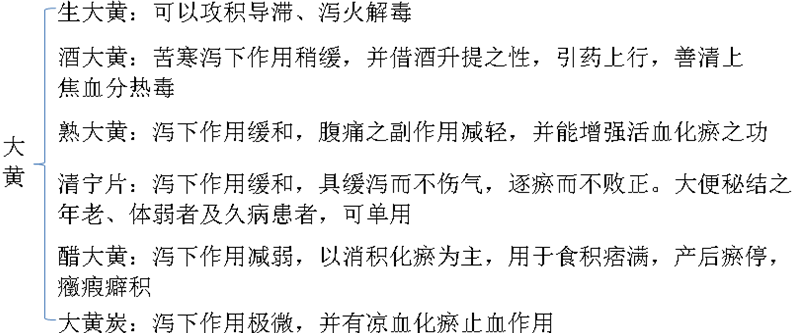 大黄
生大黄：可以攻积导滞、泻火解毒
酒大黄：苦寒泻下作用稍缓，并借酒升提之性，引药上行，善清上
焦血分热毒
熟大黄：泻下作用缓和，腹痛之副作用减轻，并能增强活血化瘀之功
清宁片：泻下作用缓和，具缓泻而不伤气，逐瘀而不败正。大便秘结之
年老、体弱者及久病患者，可单用
醋大黄：泻下作用减弱，以消积化瘀为主，用于食积痞满，产后瘀停，
癥瘕癖积
大黄炭：泻下作用极微，并有凉血化瘀止血作用